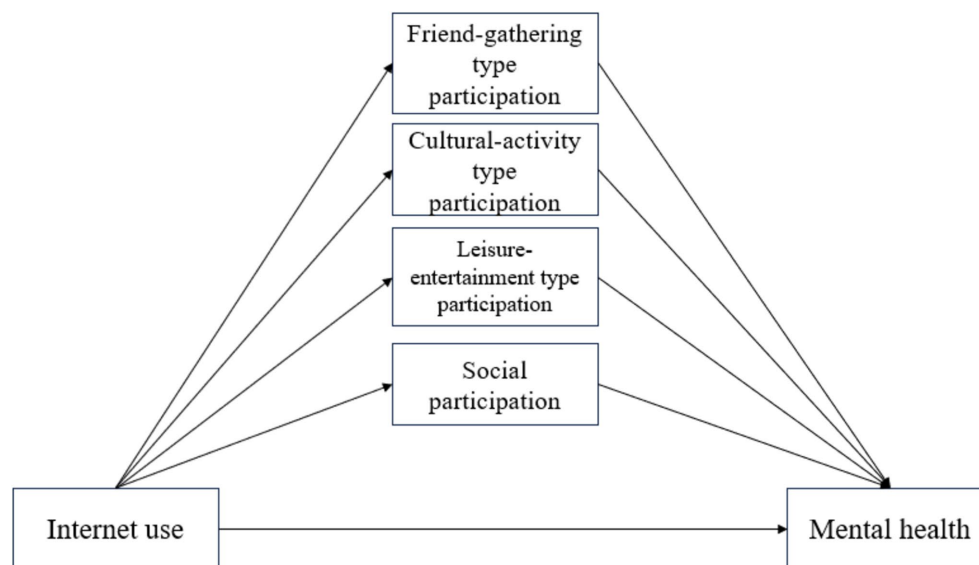 Friend-gathering
type
participation
Cultural-activity
type
participation
Leisure-
entertainment type
participation
Social
participation
Internet use
Mental health